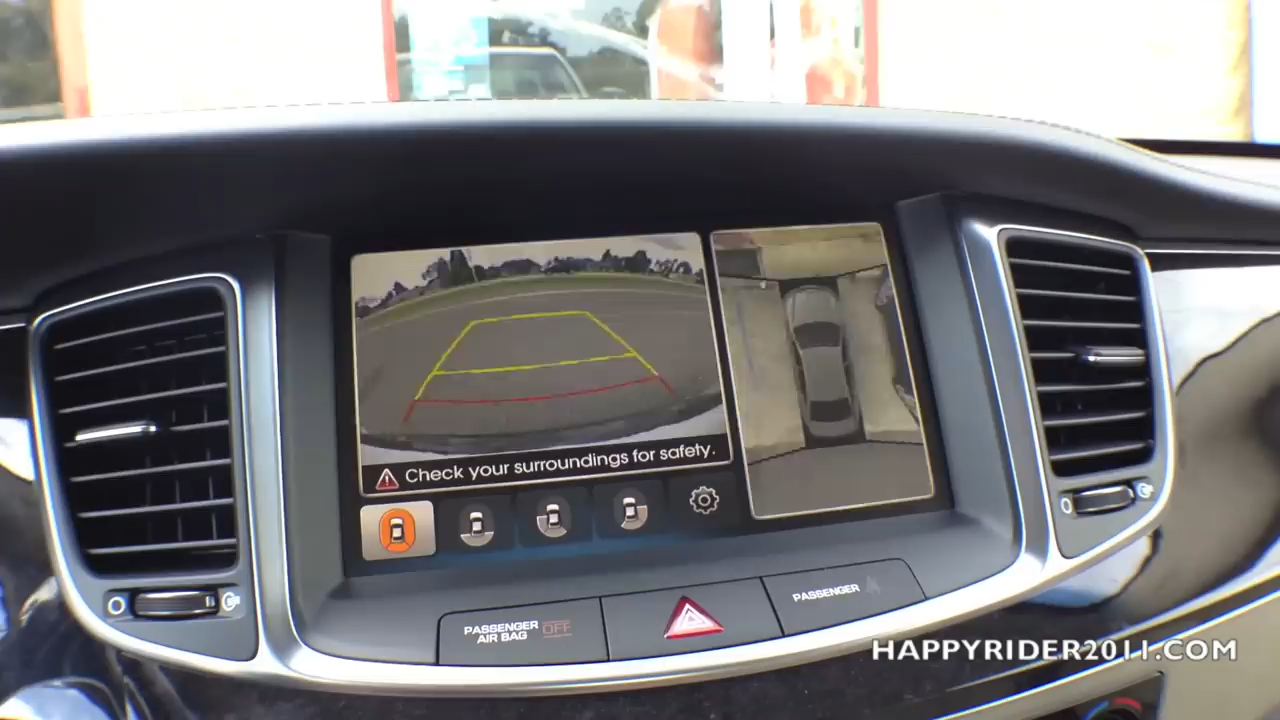 Check your surroundings for safety.
PASSENGER
AIR BAG OFF
PASSENGER
HAPPYRIDER2011.COM